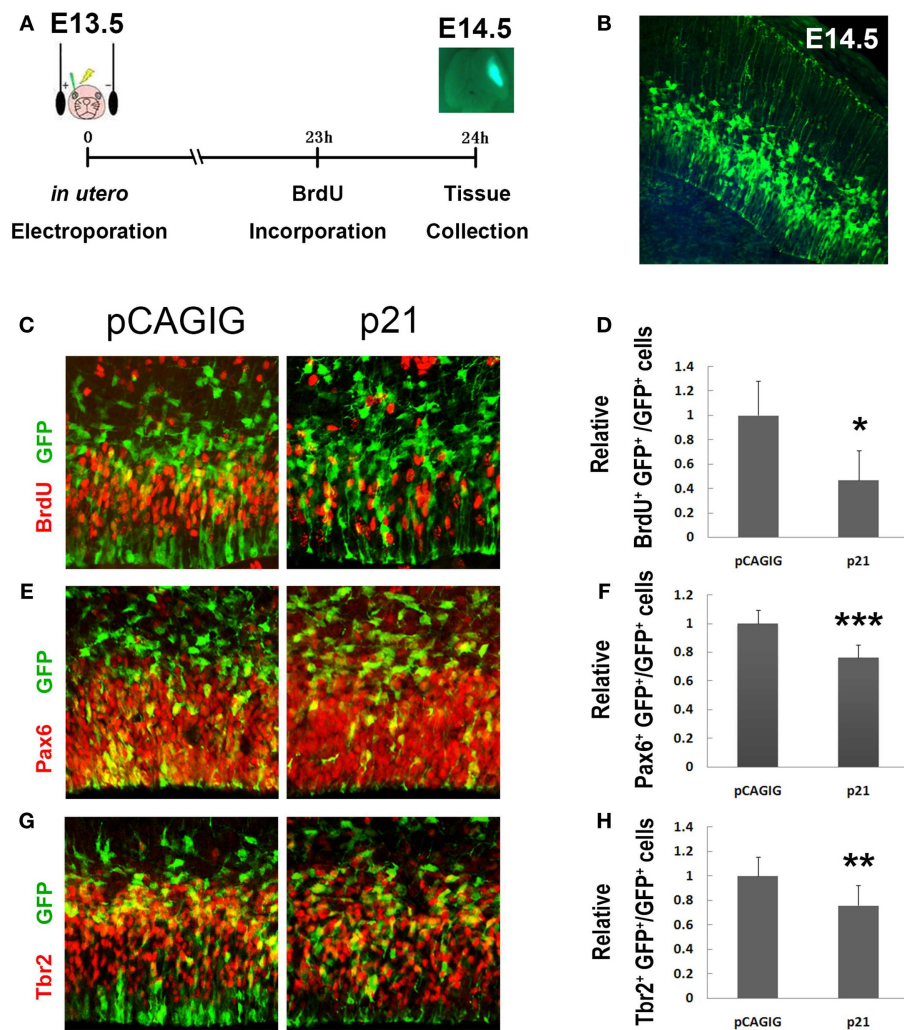 A
E13.5
E14.5
+
−
0
23h
24h
in utero
Electroporation
BrdU
Incorporation
Tissue
Collection
B
E14.5
C
pCAGIG
p21
BrdU GFP
D
Relative
BrdU⁺ GFP⁺ /GFP⁺ cells
1.4
1.2
1
0.8
0.6
0.4
0.2
0
*
pCAGIG
p21
E
Pax6 GFP
F
Relative
Pax6⁺ GFP⁺/GFP⁺ cells
1.2
1
0.8
0.6
0.4
0.2
0
***
pCAGIG
p21
G
Tbr2 GFP
H
Relative
Tbr2⁺ GFP⁺/GFP⁺ cells
1.4
1.2
1
0.8
0.6
0.4
0.2
0
**
pCAGIG
p21